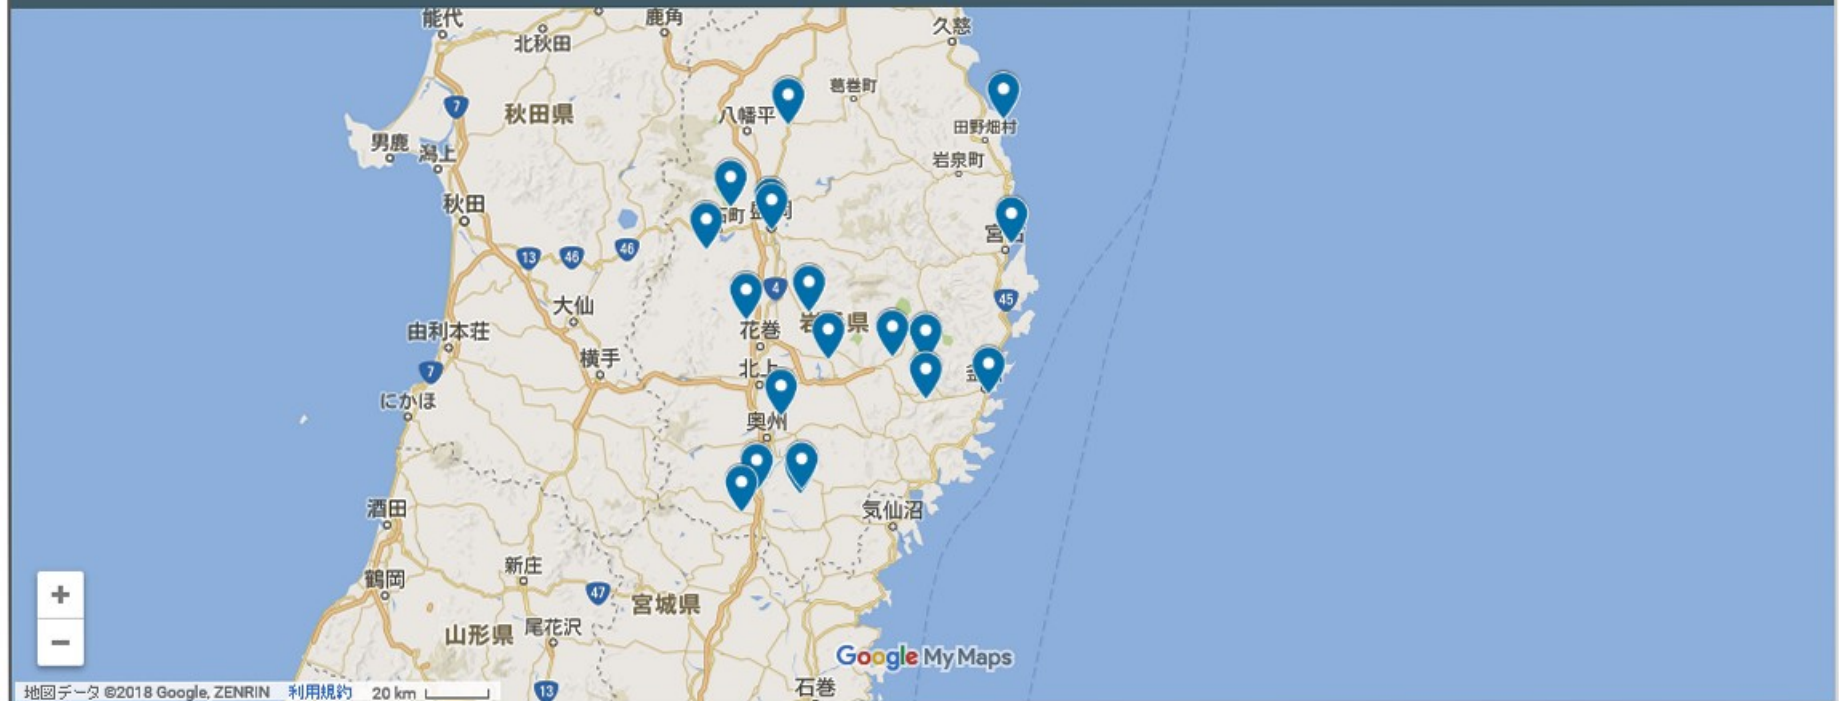 能代
鹿角
久慈
北秋田
葛巻町
7
秋田県
八幡平
田野畑村
男鹿
潟上
岩泉町
秋田
町
宮
13
46
46
4
45
大仙
由利本荘
花巻
県
横手
7
北上
にかほ
奥州
酒田
気仙沼
新庄
鶴岡
47
宮城県
山形県
尾花沢
+
−
Google My Maps
石巻
地図データ ©2018 Google, ZENRIN 利用規約 20 km
13